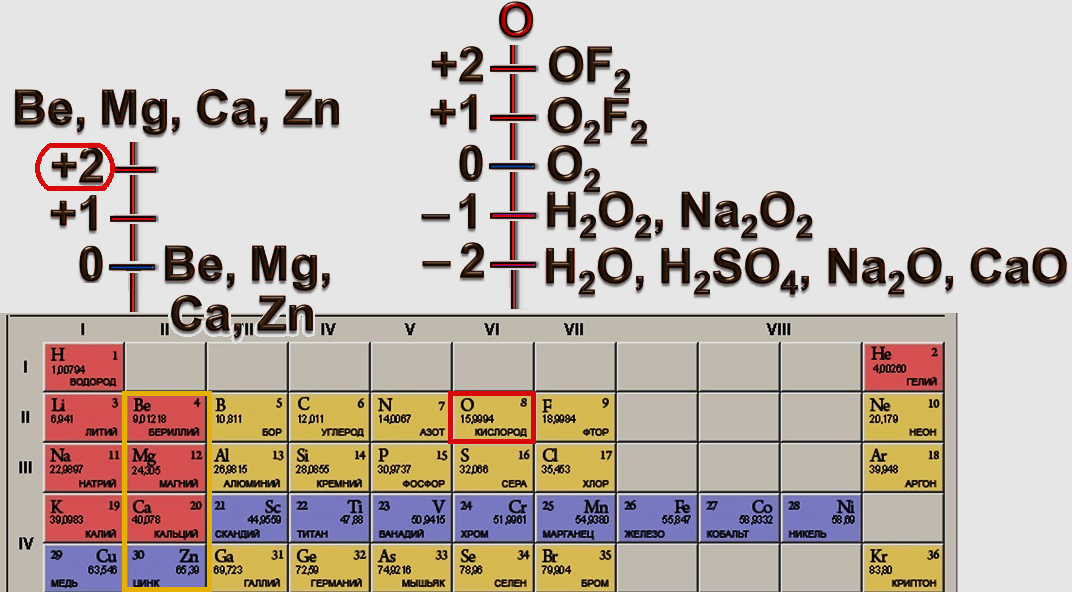 O
+2 OF2
+1 O2F2
0 O2
–1 H2O2, Na2O2
–2 H2O, H2SO4, Na2O, CaO
Be, Mg, Ca, Zn
+2
+1
0 Be, Mg,
Ca, Zn
I II III IV V VI VII VIII
I
H 1 He 2
1,00794 4,00260
ВОДОРОД ГЕЛИЙ
II
Li 3 Be 4 B 5 C 6 N 7 O 8 F 9 Ne 10
6,941 9,01218 10,811 12,011 14,0067 15,9994 18,9984 20,179
ЛИТИЙ БЕРИЛЛИЙ БОР УГЛЕРОД АЗОТ КИСЛОРОД ФТОР НЕОН
III
Na 11 Mg 12 Al 13 Si 14 P 15 S 16 Cl 17 Ar 18
22,9897 24,305 26,9815 28,0855 30,9737 32,066 35,453 39,948
НАТРИЙ МАГНИЙ АЛЮМИНИЙ КРЕМНИЙ ФОСФОР СЕРА ХЛОР АРГОН
IV
K 19 Ca 20 21 Sc 22 Ti 23 V 24 Cr 25 Mn 26 Fe 27 Co 28 Ni
39,0983 40,078 44,9559 47,88 50,9415 51,9961 54,9380 55,847 58,9332 58,69
КАЛИЙ КАЛЬЦИЙ СКАНДИЙ ТИТАН ВАНАДИЙ ХРОМ МАРГАНЕЦ ЖЕЛЕЗО КОБАЛЬТ НИКЕЛЬ
29 Cu 30 Zn Ga 31 Ge 32 As 33 Se 34 Br 35 Kr 36
63,546 65,39 69,723 72,59 74,9216 78,96 79,904 83,80
МЕДЬ ЦИНК ГАЛЛИЙ ГЕРМАНИЙ МЫШЬЯК СЕЛЕН БРОМ КРИПТОН